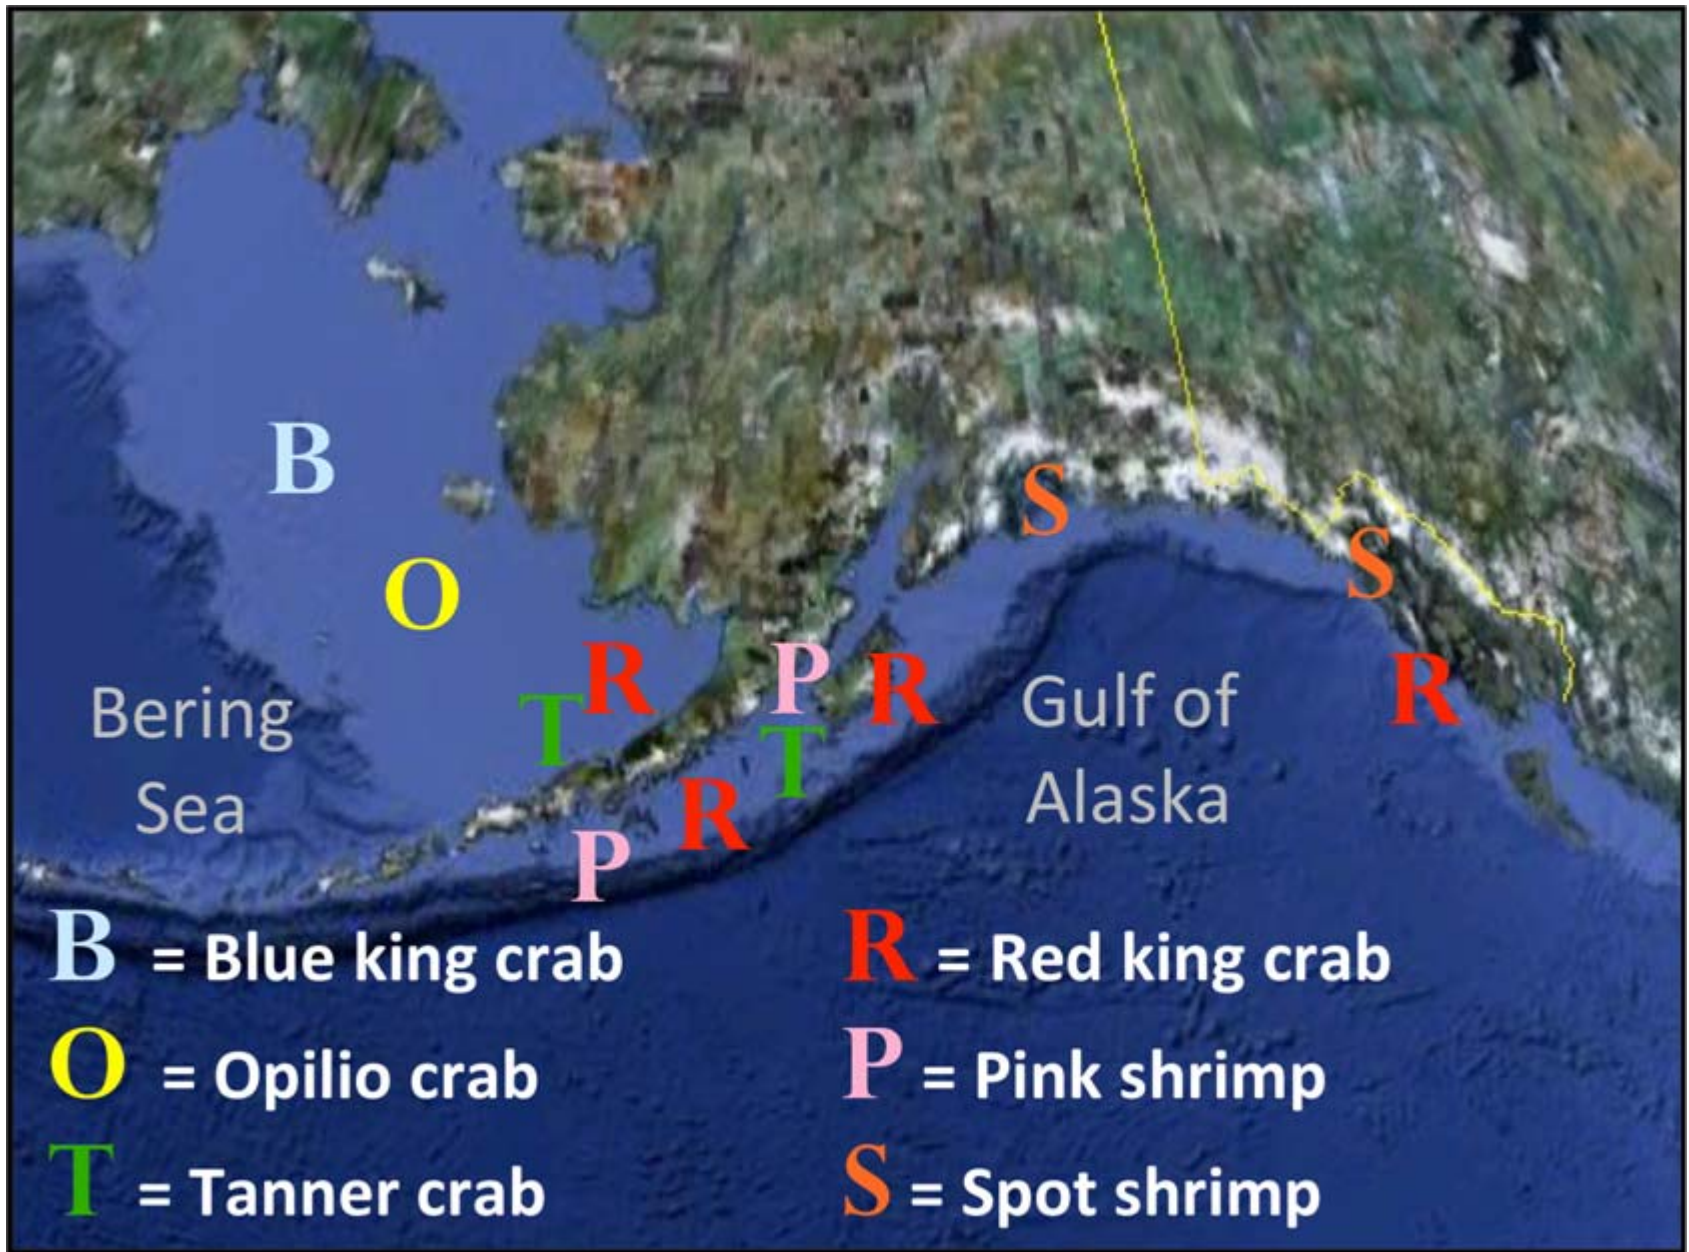 B
S
S
O
R
P
R
R
T
T
Bering
Sea
Gulf of
Alaska
R
P
B = Blue king crab
R = Red king crab
O = Opilio crab
P = Pink shrimp
T = Tanner crab
S = Spot shrimp